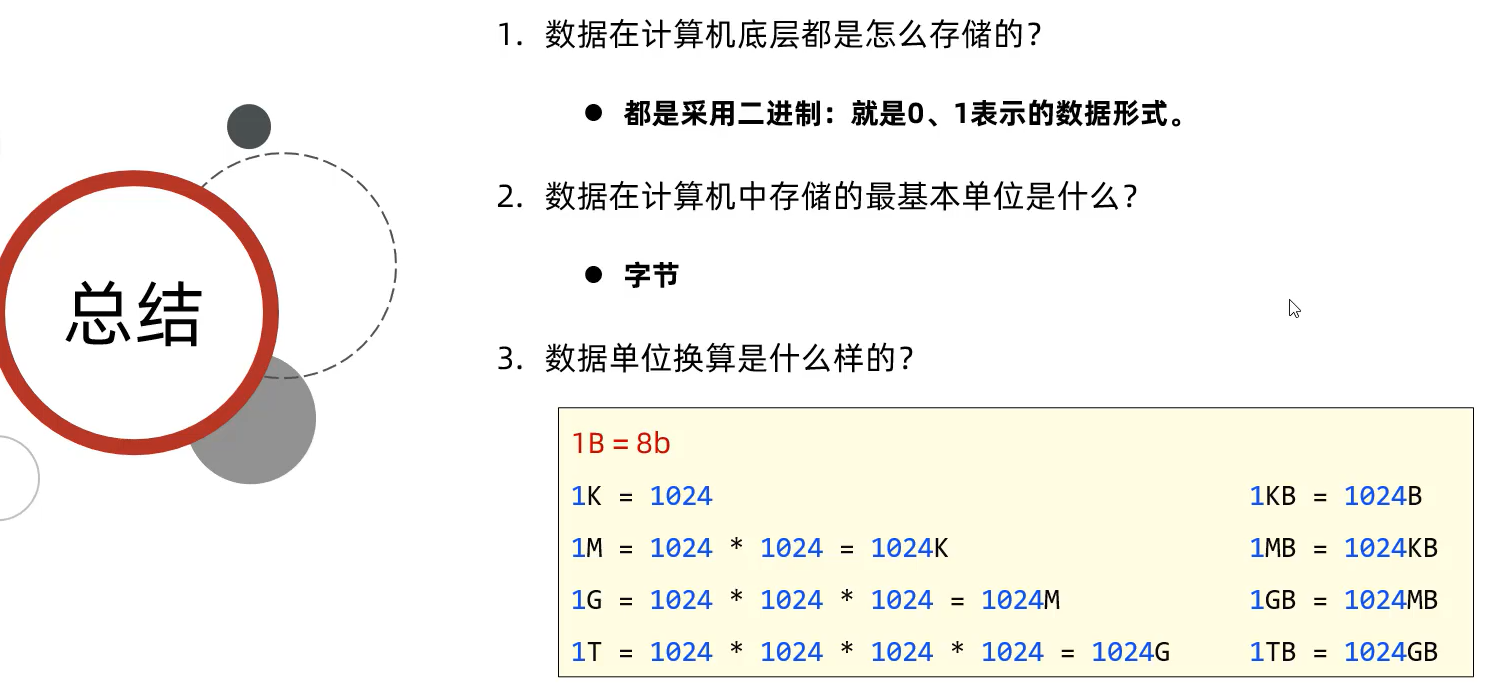 总结
1. 数据在计算机底层都是怎么存储的？
● 都是采用二进制：就是0、1表示的数据形式。
2. 数据在计算机中存储的最基本单位是什么？
● 字节
3. 数据单位换算是什么样的？
1B = 8b
1K = 1024 1KB = 1024B
1M = 1024 * 1024 = 1024K 1MB = 1024KB
1G = 1024 * 1024 * 1024 = 1024M 1GB = 1024MB
1T = 1024 * 1024 * 1024 * 1024 = 1024G 1TB = 1024GB